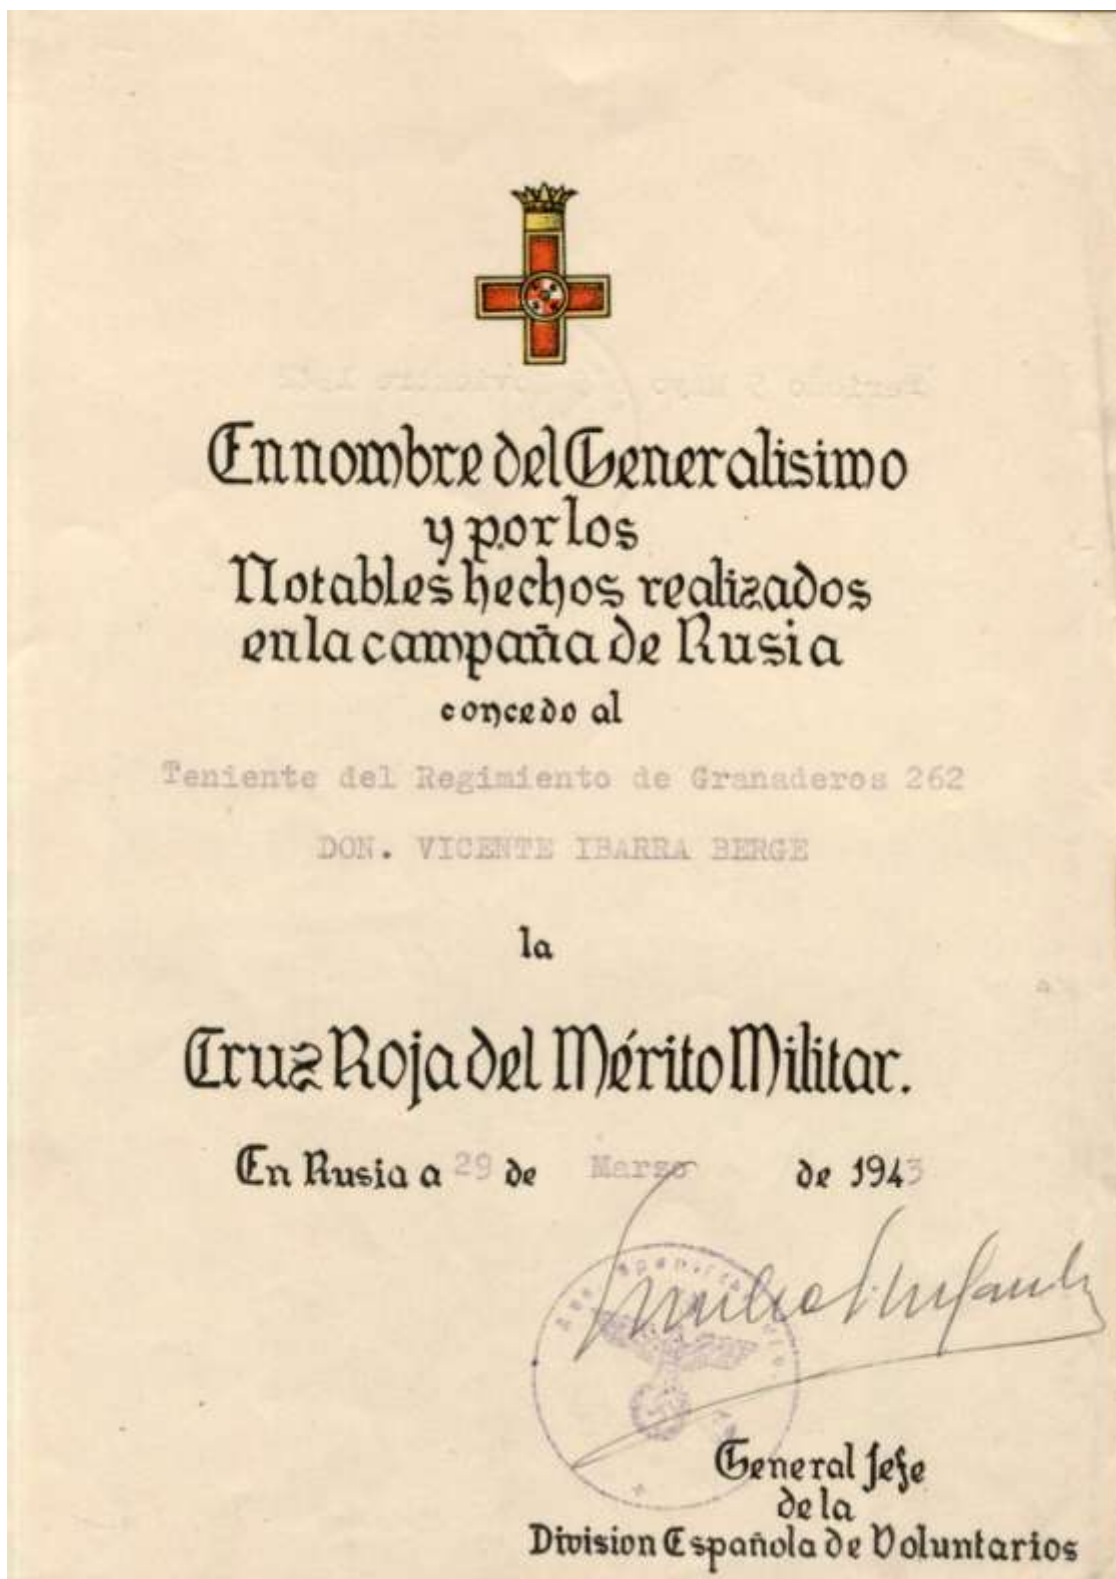 En nombre del Generalisimo
y por los
Notables hechos realizados
en la campaña de Rusia
concedo al
Teniente del Regimiento de Granaderos 262
DON. VICENTE IBARRA BERGE
la
Cruz Roja del Mérito Militar.
En Rusia a 29 de Marzo de 1943
General Jefe
de la
Division Española de Voluntarios